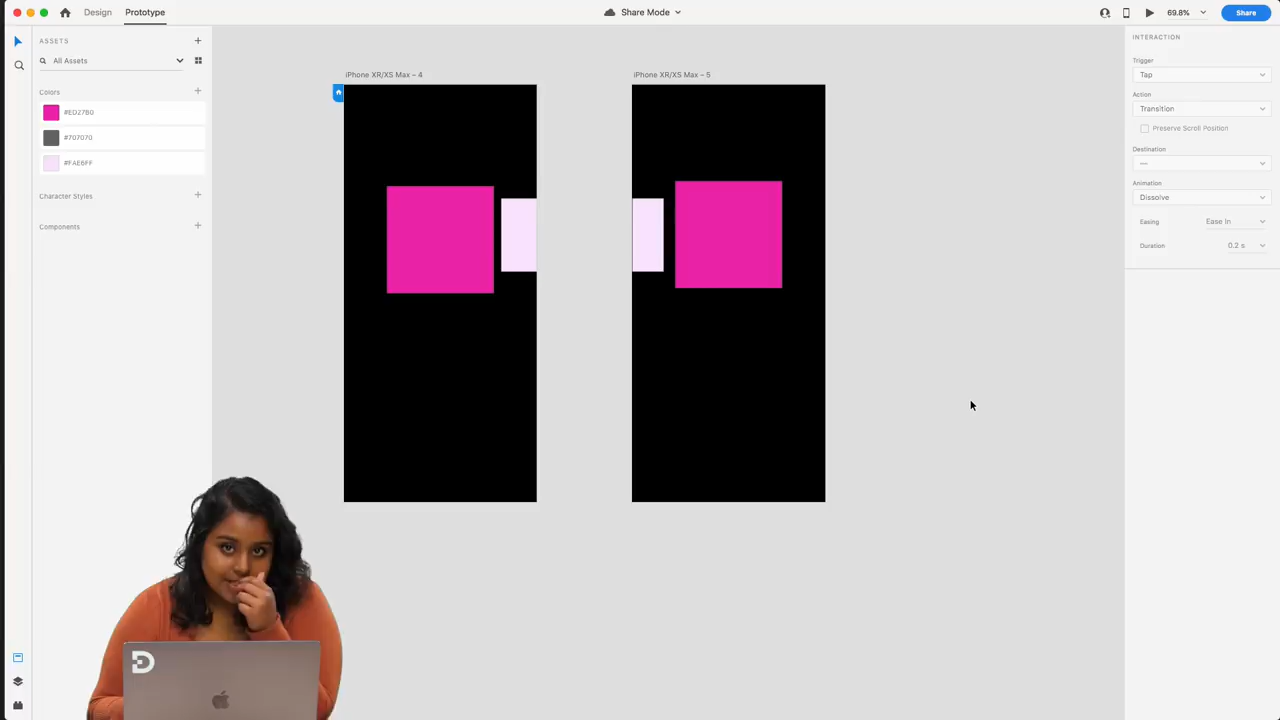 Design
Prototype
Share Mode
69.8%
Share
ASSETS
All Assets
Colors
#ED27B0
#707070
#FAE6FF
Character Styles
Components
iPhone XR/XS Max – 4
iPhone XR/XS Max – 5
INTERACTION
Trigger
Tap
Action
Transition
Preserve Scroll Position
Destination
—
Animation
Dissolve
Easing
Ease In
Duration
0.2 s
D